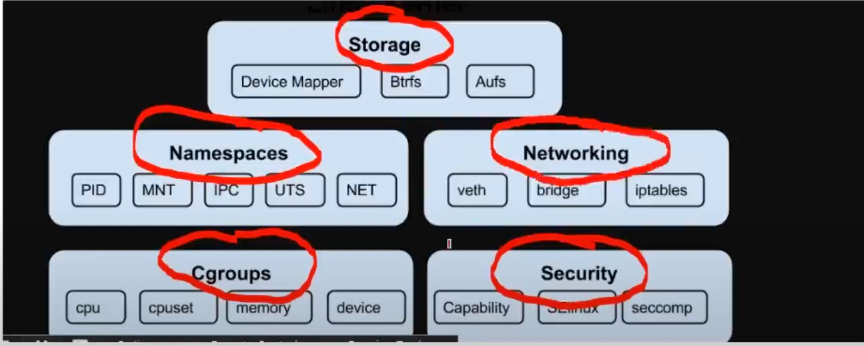 Storage
Device Mapper Btrfs Aufs
Namespaces
PID MNT IPC UTS NET
Networking
veth bridge iptables
Cgroups
cpu cpuset memory device
Security
Capability SElinux seccomp